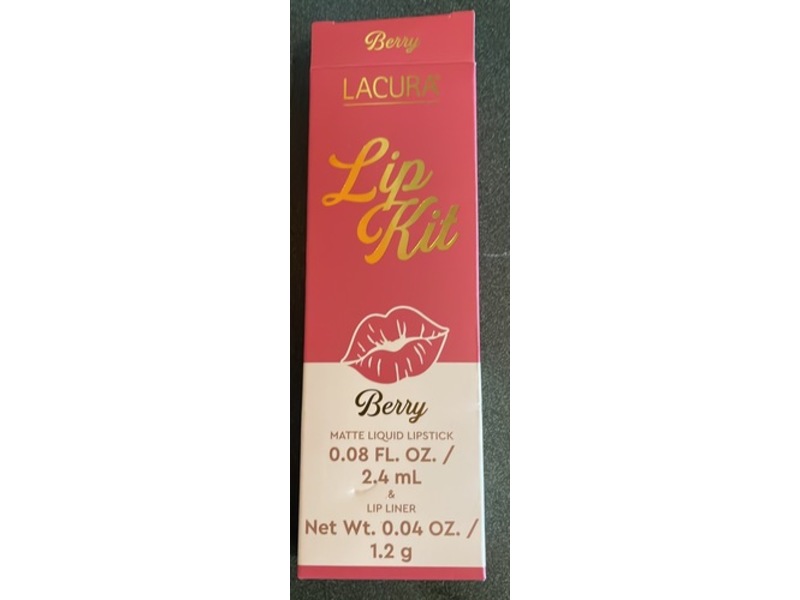 Berry
LACURA
Lip
Kit
Berry
MATTE LIQUID LIPSTICK
0.08 FL. OZ. /
2.4 mL
&
LIP LINER
Net Wt. 0.04 OZ. /
1.2 g